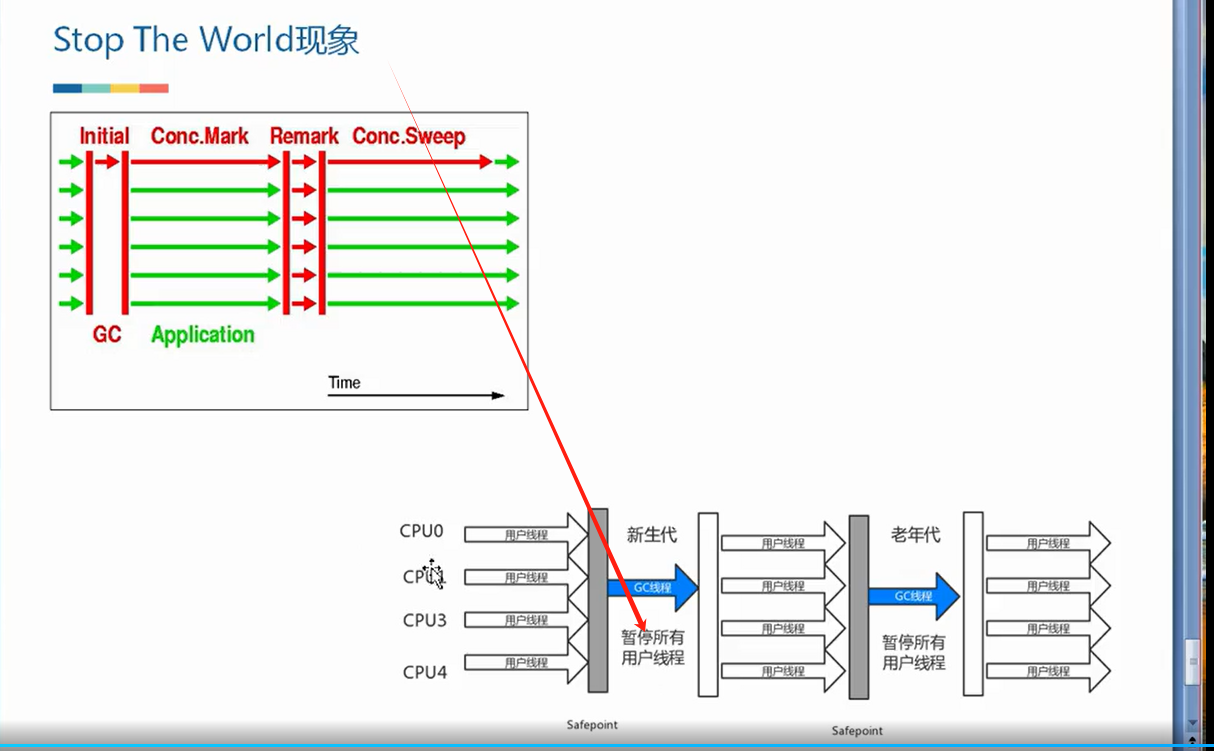 Stop The World现象
Initial Conc.Mark Remark Conc.Sweep
GC Application
Time
CPU0 用户线程 新生代 用户线程 老年代 用户线程
用户线程 GC线程 用户线程 GC线程 用户线程
CPU3 用户线程 暂停所有 用户线程 暂停所有 用户线程
用户线程 用户线程
CPU4 用户线程 用户线程 用户线程
Safepoint Safepoint